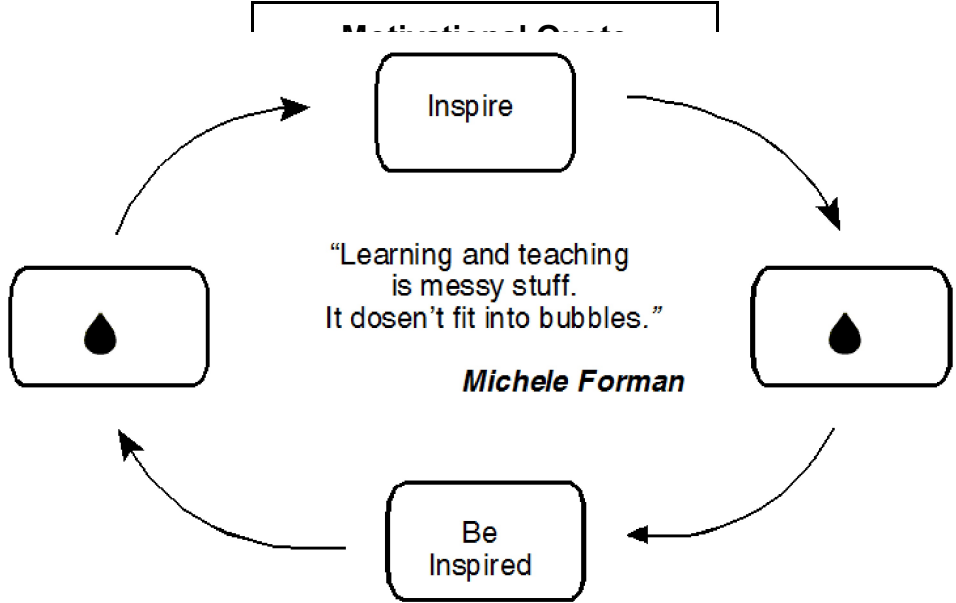 Motivational Quote
Inspire
“Learning and teaching
is messy stuff.
It dosen't fit into bubbles.”
Michele Forman
Be
Inspired